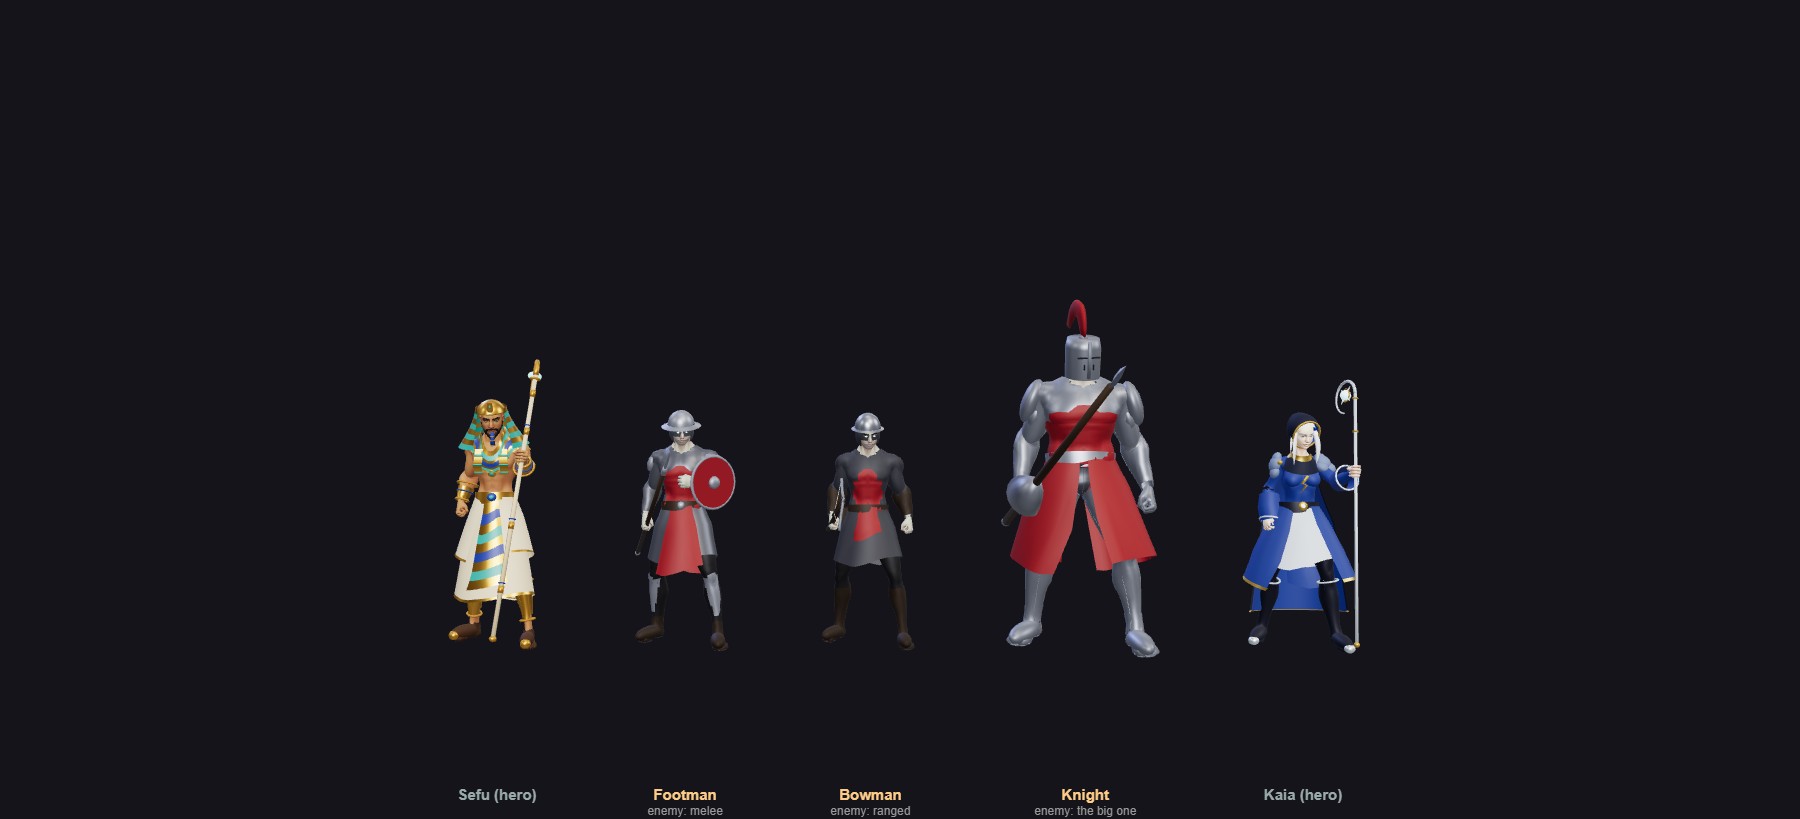 Sefu (hero)
Footman
enemy: melee
Bowman
enemy: ranged
Knight
enemy: the big one
Kaia (hero)